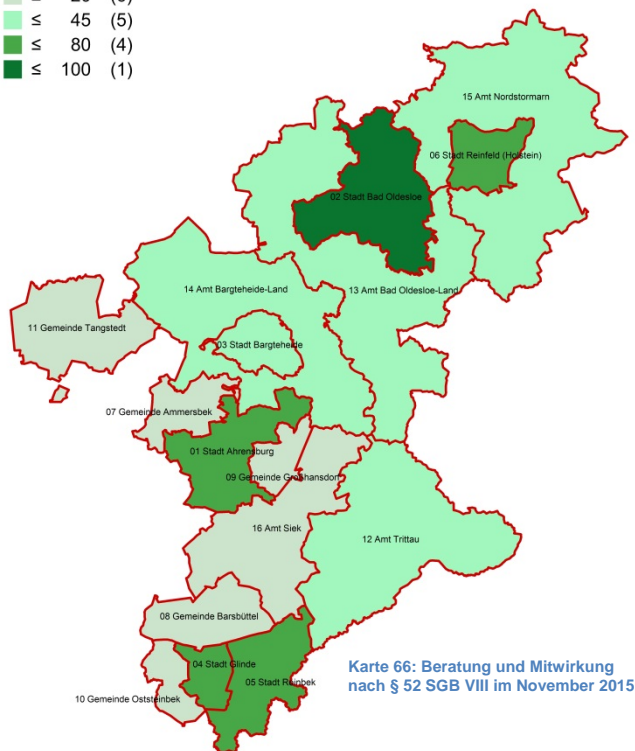 ≤ 45 (5)
≤ 80 (4)
≤ 100 (1)
15 Amt Nordstormarn
06 Stadt Reinfeld (Holstein)
02 Stadt Bad Oldesloe
14 Amt Bargteheide-Land
13 Amt Bad Oldesloe-Land
11 Gemeinde Tangstedt
03 Stadt Bargteheide
07 Gemeinde Ammersbek
01 Stadt Ahrensburg
09 Gemeinde Großhansdorf
16 Amt Siek
12 Amt Trittau
08 Gemeinde Barsbüttel
04 Stadt Glinde
05 Stadt Reinbek
10 Gemeinde Oststeinbek
Karte 66: Beratung und Mitwirkung
nach § 52 SGB VIII im November 2015